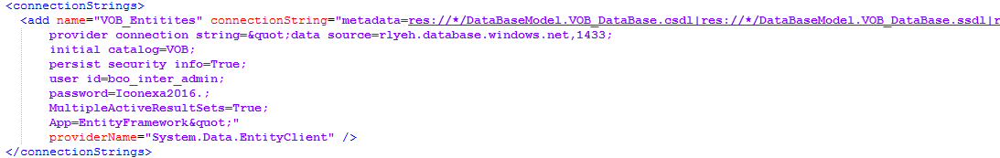 <connectionStrings>
<add name="VOB_Entitites" connectionString="metadata=res://*/DataBaseModel.VOB_DataBase.csdl|res://*/DataBaseModel.VOB_DataBase.ssdl|r
provider connection string=&quot;data source=rlyeh.database.windows.net,1433;
initial catalog=VOB;
persist security info=True;
user id=bco_inter_admin;
password=Iconexa2016.;
MultipleActiveResultSets=True;
App=EntityFramework&quot;"
providerName="System.Data.EntityClient" />
</connectionStrings>